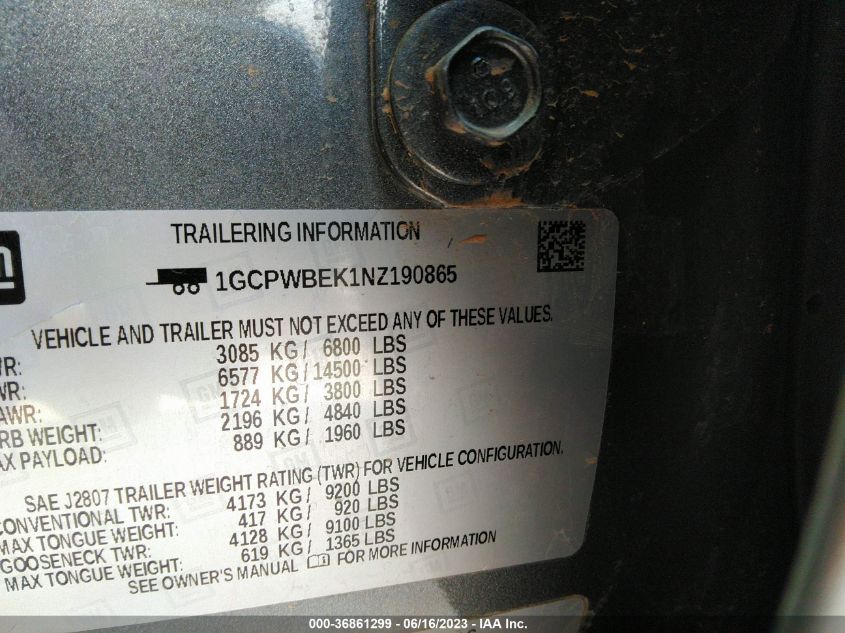 TRAILERING INFORMATION
1GCPWBEK1NZ190865
VEHICLE AND TRAILER MUST NOT EXCEED ANY OF THESE VALUES.
WR: 3085 KG/ 6800 LBS
WR: 6577 KG/14500 LBS
AWR: 1724 KG/ 3800 LBS
RB WEIGHT: 2196 KG/ 4840 LBS
AX PAYLOAD: 889 KG/ 1960 LBS
SAE J2807 TRAILER WEIGHT RATING (TWR) FOR VEHICLE CONFIGURATION.
CONVENTIONAL TWR: 4173 KG/ 9200 LBS
MAX TONGUE WEIGHT: 417 KG/ 920 LBS
GOOSENECK TWR: 4128 KG/ 9100 LBS
MAX TONGUE WEIGHT: 619 KG/ 1365 LBS
SEE OWNER'S MANUAL FOR MORE INFORMATION
000-36861299 - 06/16/2023 - IAA Inc.